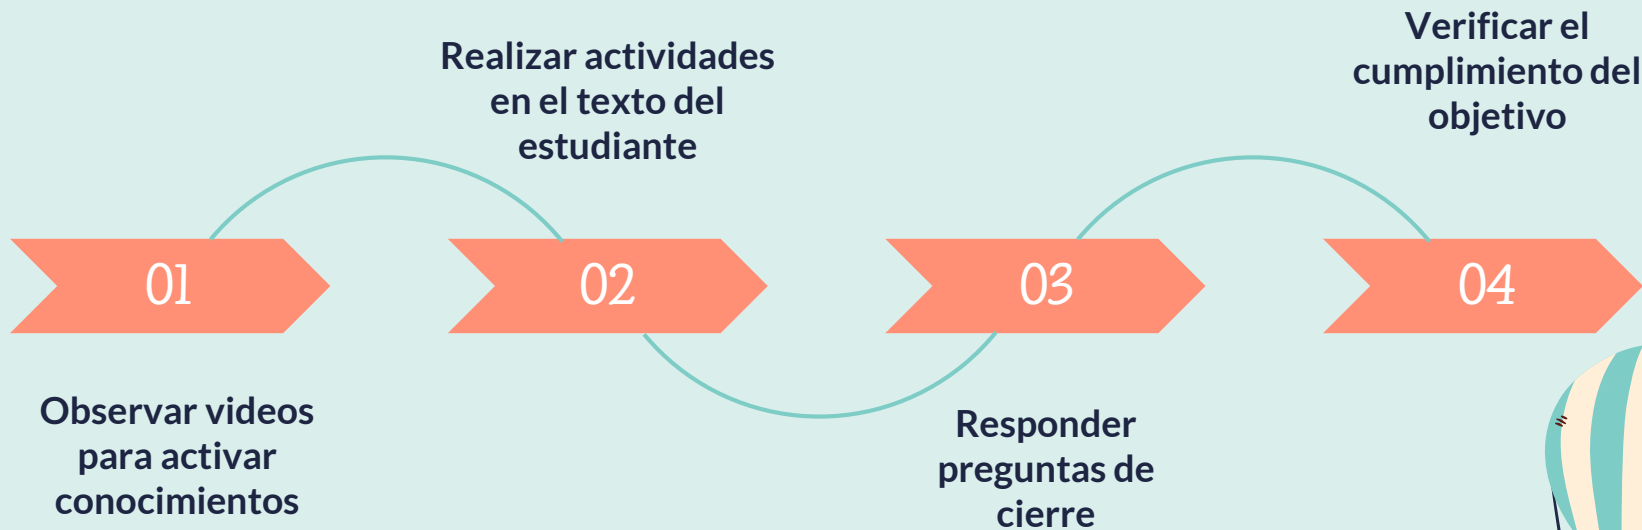 01
Observar videos
para activar
conocimientos
02
Realizar actividades
en el texto del
estudiante
03
Responder
preguntas de
cierre
04
Verificar el
cumplimiento del
objetivo